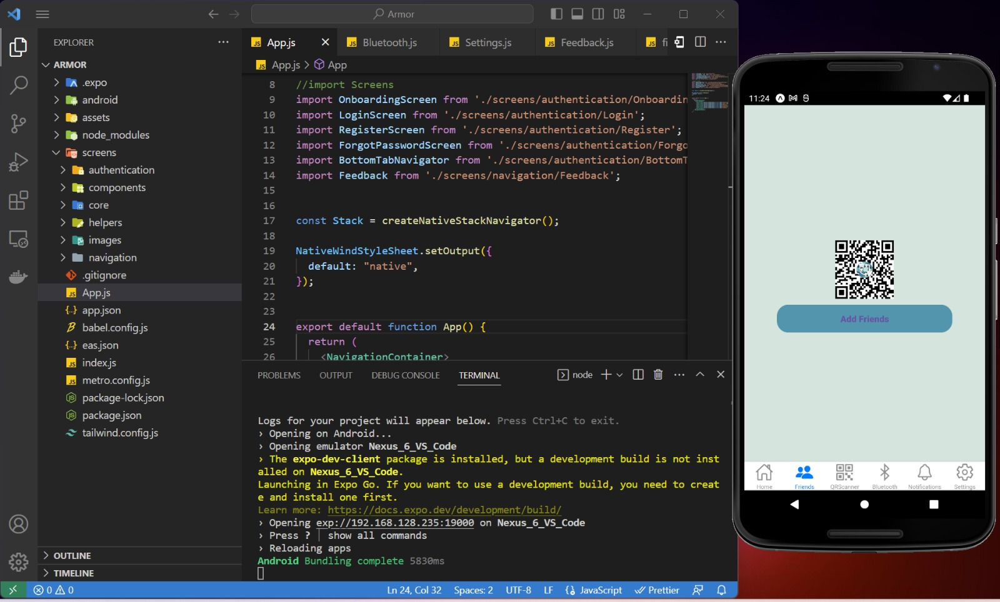 Armor
EXPLORER
ARMOR
.expo
android
assets
node_modules
screens
authentication
components
core
helpers
images
navigation
.gitignore
App.js
app.json
babel.config.js
eas.json
index.js
metro.config.js
package-lock.json
package.json
tailwind.config.js
OUTLINE
TIMELINE
App.js Bluetooth.js Settings.js Feedback.js fi
App.js > App
8 //import Screens
9 import OnboardingScreen from './screens/authentication/Onboardin
10 import LoginScreen from './screens/authentication/Login';
11 import RegisterScreen from './screens/authentication/Register';
12 import ForgotPasswordScreen from './screens/authentication/Forgo
13 import BottomTabNavigator from './screens/authentication/BottomT
14 import Feedback from './screens/navigation/Feedback';
15
16
17 const Stack = createNativeStackNavigator();
18
19 NativeWindStyleSheet.setOutput({
20 default: "native",
21 });
22
23
24 export default function App() {
25 return (
26 <NavigationContainer>
PROBLEMS OUTPUT DEBUG CONSOLE TERMINAL node
Logs for your project will appear below. Press Ctrl+C to exit.
› Opening on Android...
› Opening emulator Nexus_6_VS_Code
› The expo-dev-client package is installed, but a development build is not inst
alled on Nexus_6_VS_Code.
Launching in Expo Go. If you want to use a development build, you need to creat
e and install one first.
Learn more: https://docs.expo.dev/development/build/
› Opening exp://192.168.128.235:19000 on Nexus_6_VS_Code
› Press ? │ show all commands
› Reloading apps
Android Bundling complete 5830ms
0 0 Ln 24, Col 32 Spaces: 2 UTF-8 LF JavaScript Prettier
11:24
Add Friends
Home Friends QRScanner Bluetooth Notifications Settings